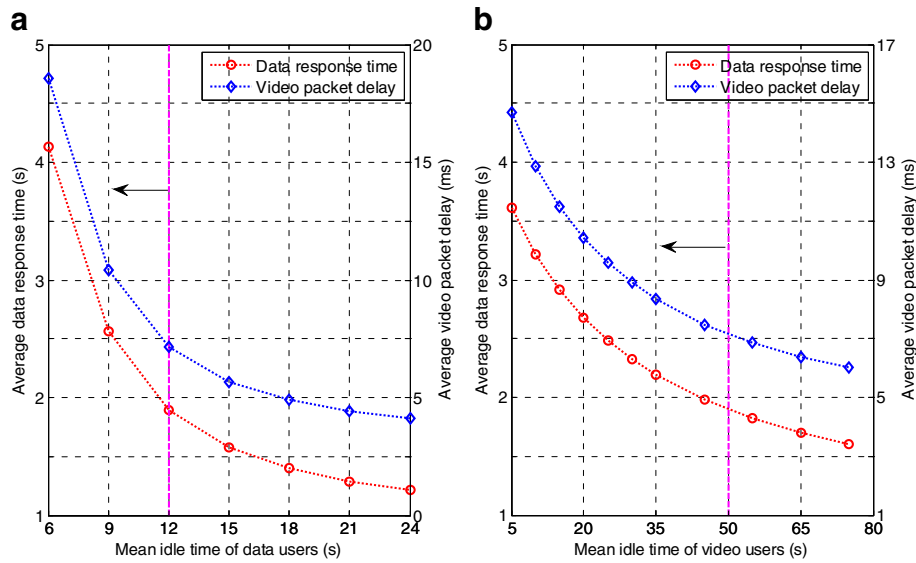 a
5
4
3
2
1
Average data response time (s)
20
15
10
5
0
Average video packet delay (ms)
Data response time
Video packet delay
6 9 12 15 18 21 24
Mean idle time of data users (s)
b
5
4
3
2
1
Average data response time (s)
17
13
9
5
1
Average video packet delay (ms)
Data response time
Video packet delay
5 20 35 50 65 80
Mean idle time of video users (s)